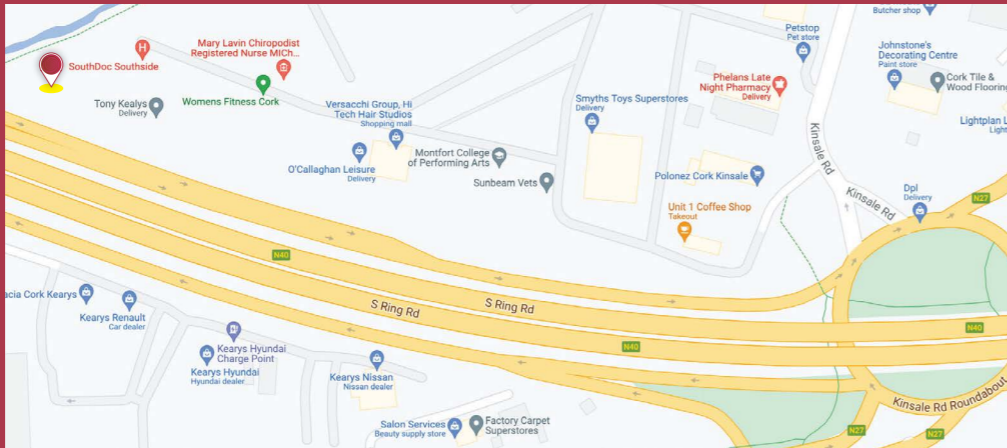 Butcher shop
Petstop
Pet store
Mary Lavin Chiropodist
Registered Nurse MICh...
SouthDoc Southside
Johnstone's
Decorating Centre
Paint store
Phelans Late
Night Pharmacy
Delivery
Cork Tile &
Wood Flooring
Womens Fitness Cork
Tony Kealys
Delivery
Versacchi Group, Hi
Tech Hair Studios
Shopping mall
Smyths Toys Superstores
Delivery
Lightplan L
Light
Kinsale Rd
Montfort College
of Performing Arts
O'Callaghan Leisure
Delivery
Sunbeam Vets
Polonez Cork Kinsale
Kinsale Rd
Dpl
Delivery
N27
Unit 1 Coffee Shop
Takeout
N40
acia Cork Kearys
Kearys Renault
Car dealer
S Ring Rd
S Ring Rd
N40
N40
Kearys Hyundai
Charge Point
Kearys Hyundai
Hyundai dealer
Kearys Nissan
Nissan dealer
Kinsale Rd Roundabout
Salon Services
Beauty supply store
Factory Carpet
Superstores
N27
N27